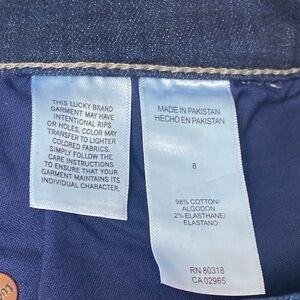 THIS LUCKY BRAND
GARMENT MAY HAVE
INTENTIONAL RIPS
OR HOLES, COLOR MAY
TRANSFER TO LIGHTER
COLORED FABRICS.
SIMPLY FOLLOW THE
CARE INSTRUCTIONS
TO ENSURE THAT YOUR
GARMENT MAINTAINS ITS
INDIVIDUAL CHARACTER.
MADE IN PAKISTAN
HECHO EN PAKISTAN
8
98% COTTON/
ALGODON
2% ELASTHANE/
ELASTANO
RN 80318
CA 02985